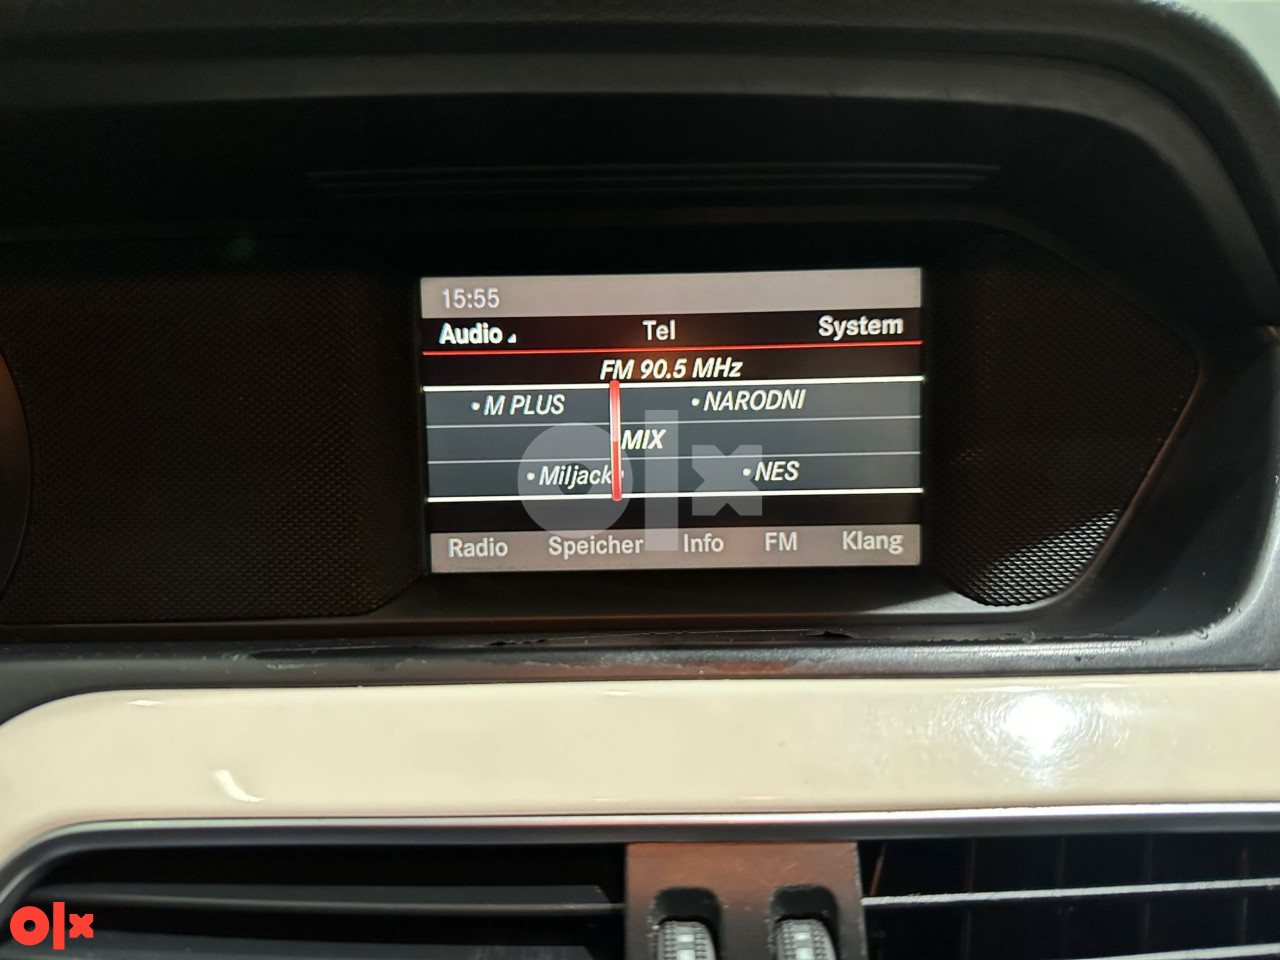 15:55
Audio Tel System
FM 90.5 MHz
• M PLUS • NARODNI
MIX
• Miljack • NES
Radio Speicher Info FM Klang
olx
olx